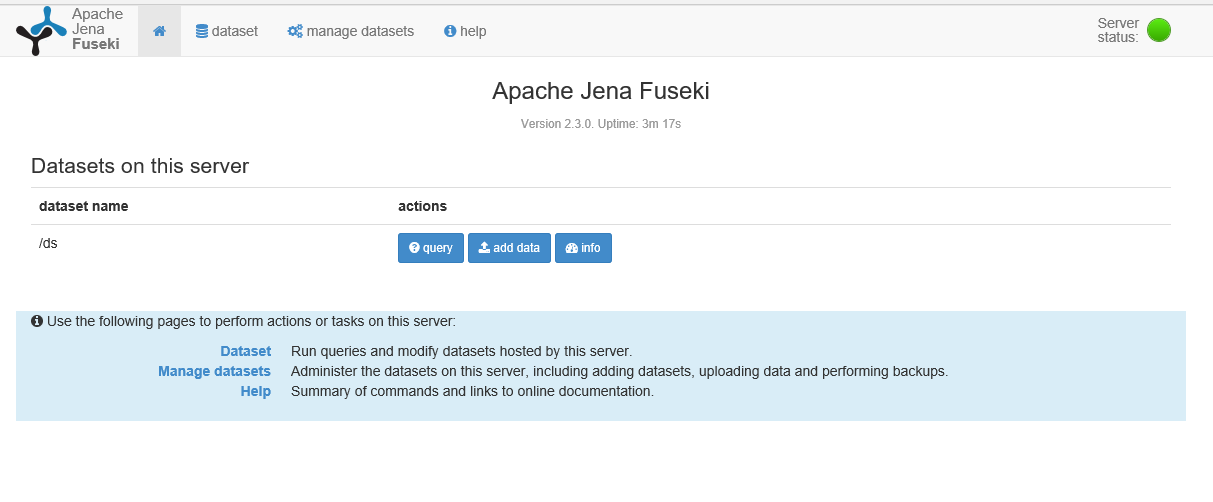 Apache
Jena
Fuseki
dataset
manage datasets
help
Server
status:
Apache Jena Fuseki
Version 2.3.0. Uptime: 3m 17s
Datasets on this server
dataset name actions
/ds query add data info
Use the following pages to perform actions or tasks on this server:
Dataset Run queries and modify datasets hosted by this server.
Manage datasets Administer the datasets on this server, including adding datasets, uploading data and performing backups.
Help Summary of commands and links to online documentation.